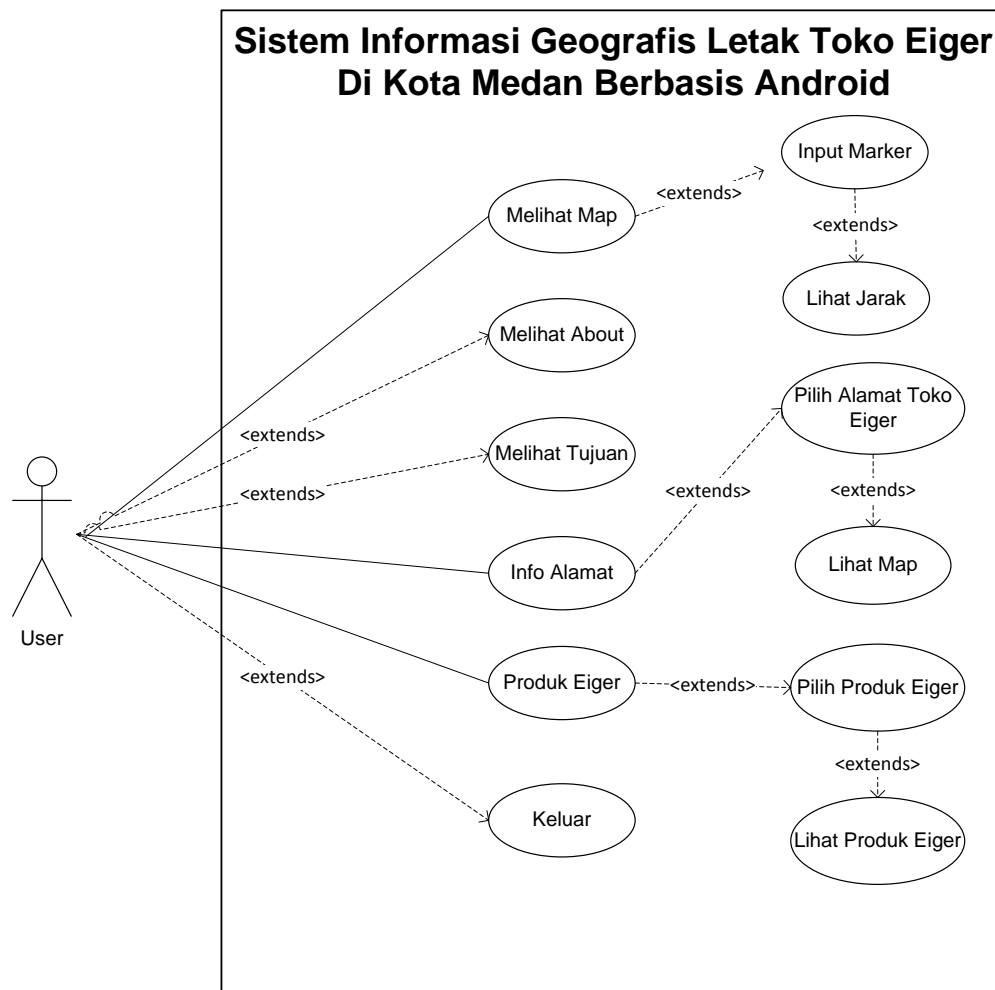 Sistem Informasi Geografis Letak Toko Eiger
Di Kota Medan Berbasis Android
Input Marker
<extends>
Melihat Map
<extends>
Lihat Jarak
Melihat About
Pilih Alamat Toko
Eiger
<extends>
Melihat Tujuan
<extends>
<extends>
<extends>
Info Alamat
Lihat Map
User
<extends>
Produk Eiger
<extends>
Pilih Produk Eiger
<extends>
Keluar
Lihat Produk Eiger